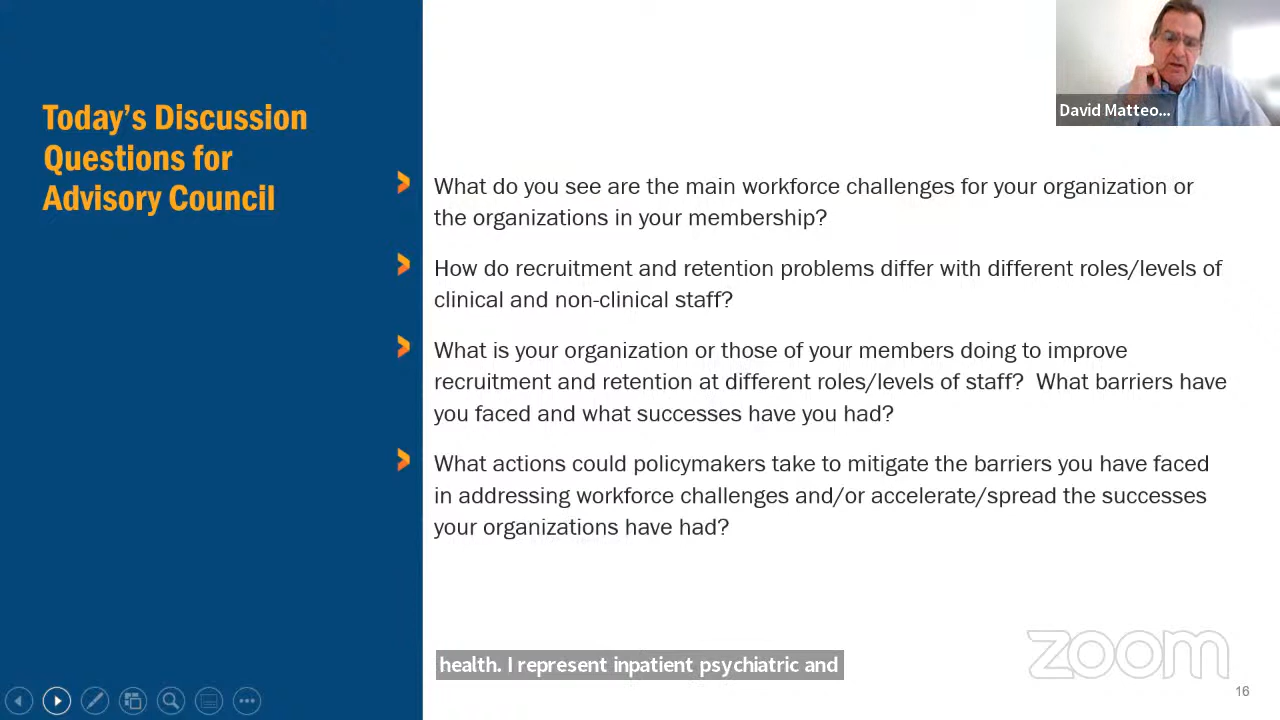 Today's Discussion
Questions for
Advisory Council
David Matteo...
What do you see are the main workforce challenges for your organization or
the organizations in your membership?
How do recruitment and retention problems differ with different roles/levels of
clinical and non-clinical staff?
What is your organization or those of your members doing to improve
recruitment and retention at different roles/levels of staff?  What barriers have
you faced and what successes have you had?
What actions could policymakers take to mitigate the barriers you have faced
in addressing workforce challenges and/or accelerate/spread the successes
your organizations have had?
health. I represent inpatient psychiatric and
zoom
16